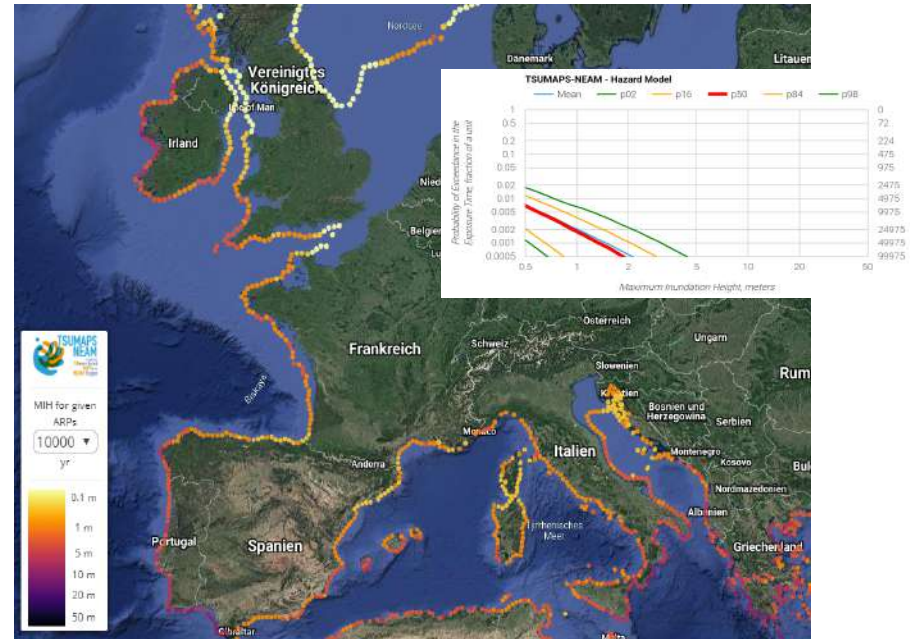 Nordsee
Dänemark
Litauen
Vereinigtes
Königreich
Isle of Man
Irland
Belgien
TSUMAPS-NEAM - Hazard Model
Mean p02 p16 p50 p84 p98
Probability of Exceedance in the
Exposure Time, fraction of a unit
1
0.5
0.2
0.1
0.05
0.02
0.01
0.005
0.002
0.001
0.0005
0
72
224
475
975
2475
4975
9975
24975
49975
99975
0.5 1 2 5 10 20 50
Maximum Inundation Height, meters
Österreich
Schweiz
Ungarn
Frankreich
Slowenien
Rum
Kroatien
Bosnien und
Herzegowina
Serbien
Biskaya
Monaco
Italien
Montenegro
Kosovo
Andorra
Nordmazedonien
Albanien
Tyrrhenisches
Meer
Portugal
Spanien
Griechenland
Gibraltar
Malta
TSUMAPS
NEAM
MIH for given
ARPs
10000
yr
0.1 m
1 m
5 m
10 m
20 m
50 m